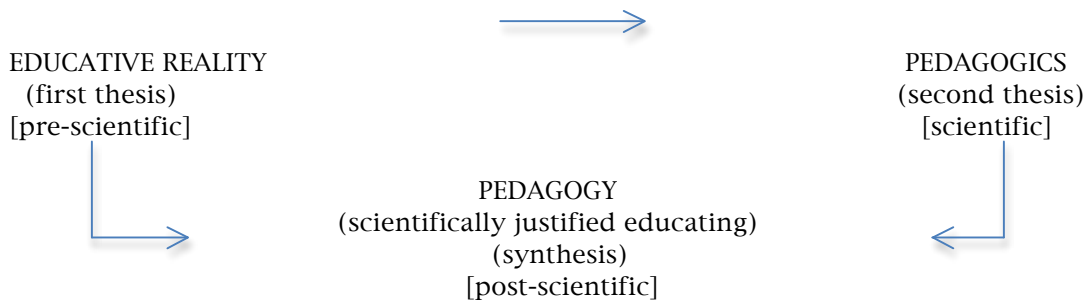 EDUCATIVE REALITY
(first thesis)
[pre-scientific]
PEDAGOGICS
(second thesis)
[scientific]
PEDAGOGY
(scientifically justified educating)
(synthesis)
[post-scientific]